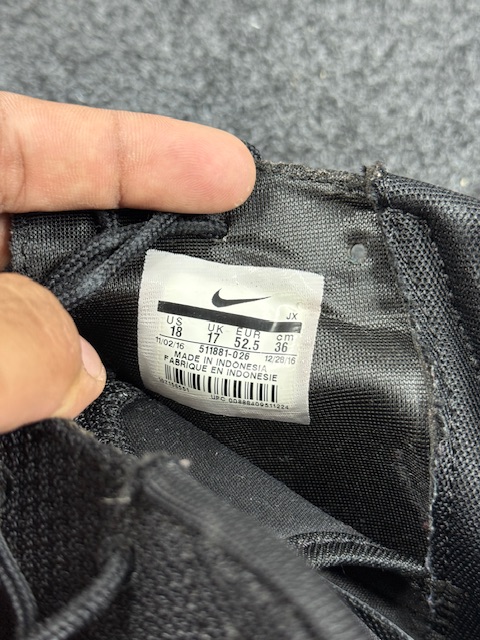 JX
US UK EUR cm
18 17 52.5 36
11/02/16 511881-026 12/28/16
MADE IN INDONESIA
FABRIQUE EN INDONESIE
UPC